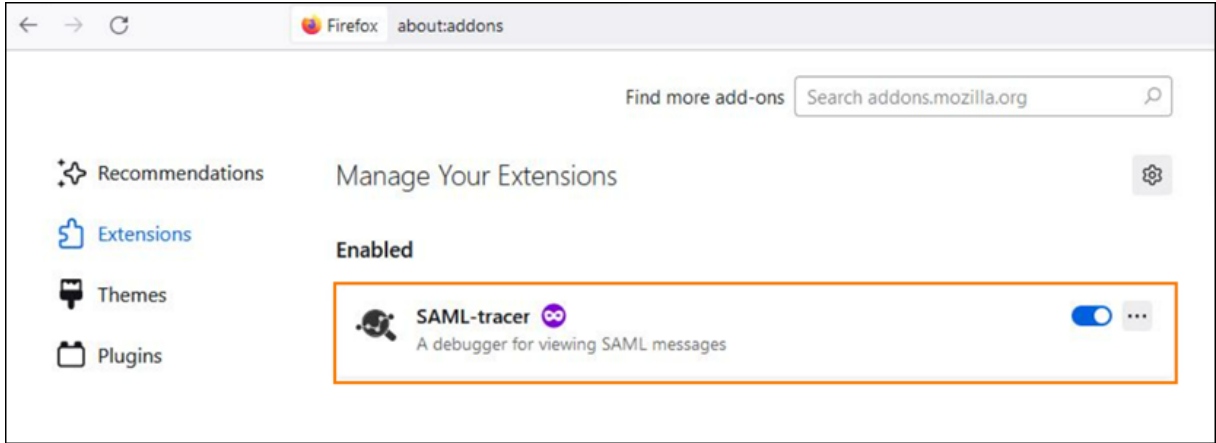 Firefox about:addons
Find more add-ons Search addons.mozilla.org
Recommendations
Manage Your Extensions
Extensions
Enabled
Themes
SAML-tracer
A debugger for viewing SAML messages
Plugins